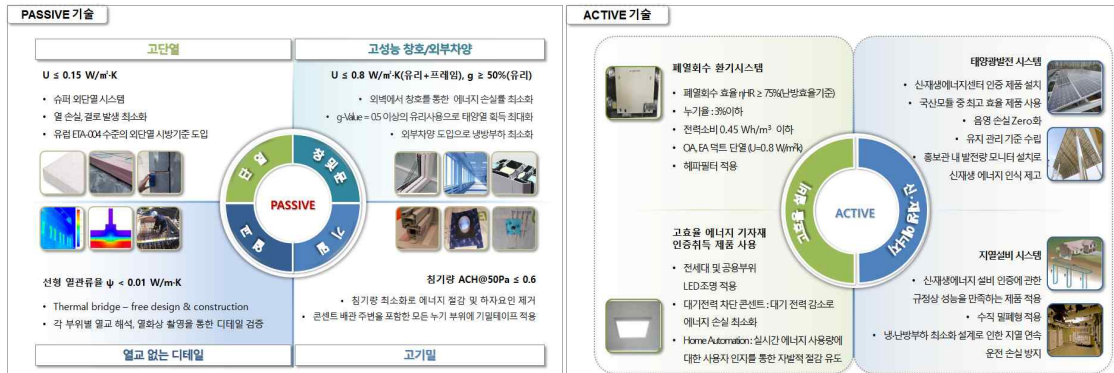 PASSIVE 기술
고단열
고성능 창호/외부차양
U ≤ 0.15 W/㎡·K
• 슈퍼 외단열 시스템
• 열 손실, 결로 발생 최소화
• 유럽 ETA-004 수준의 외단열 시방기준 도입
U ≤ 0.8 W/㎡·K(유리+프레임), g ≥ 50%(유리)
• 외벽에서 창호를 통한 에너지 손실률 최소화
• g-Value = 0.5 이상의 유리사용으로 태양열 획득 최대화
• 외부차양 도입으로 냉방부하 최소화
단열
창 및 문
PASSIVE
열교
기밀
선형 열관류율 ψ < 0.01 W/m·K
• Thermal bridge – free design & construction
• 각 부위별 열교 해석, 열화상 촬영을 통한 디테일 검증
침기량 ACH@50Pa ≤ 0.6
• 침기량 최소화로 에너지 절감 및 하자요인 제거
• 콘센트 배관 주변을 포함한 모든 누기 부위에 기밀테이프 적용
열교 없는 디테일
고기밀
ACTIVE 기술
폐열회수 환기시스템
• 폐열회수 효율 ηHR ≥ 75%(난방효율기준)
• 누기율 : 3%이하
• 전력소비 0.45 Wh/m³ 이하
• OA, EA 덕트 단열 (U=0.8 W/㎡k)
• 헤파필터 적용
태양광발전 시스템
• 신·재생에너지센터 인증 제품 설치
• 국산모듈 중 최고 효율 제품 사용
• 음영 손실 Zero화
• 유지 관리 기준 수립
• 홍보관 내 발전량 모니터 설치로
신재생 에너지 인식 제고
고효율 설비
ACTIVE
신·재생에너지
고효율 에너지 기자재
인증취득 제품 사용
• 전세대 및 공용부위
LED조명 적용
• 대기전력 차단 콘센트 : 대기 전력 감소로
에너지 손실 최소화
• Home Automation : 실시간 에너지 사용량에
대한 사용자 인지를 통한 자발적 절감 유도
지열설비 시스템
• 신·재생에너지 설비 인증에 관한
규정상 성능을 만족하는 제품 적용
• 수직 밀폐형 적용
• 냉·난방부하 최소화 설계로 인한 지열 연속
운전 손실 방지